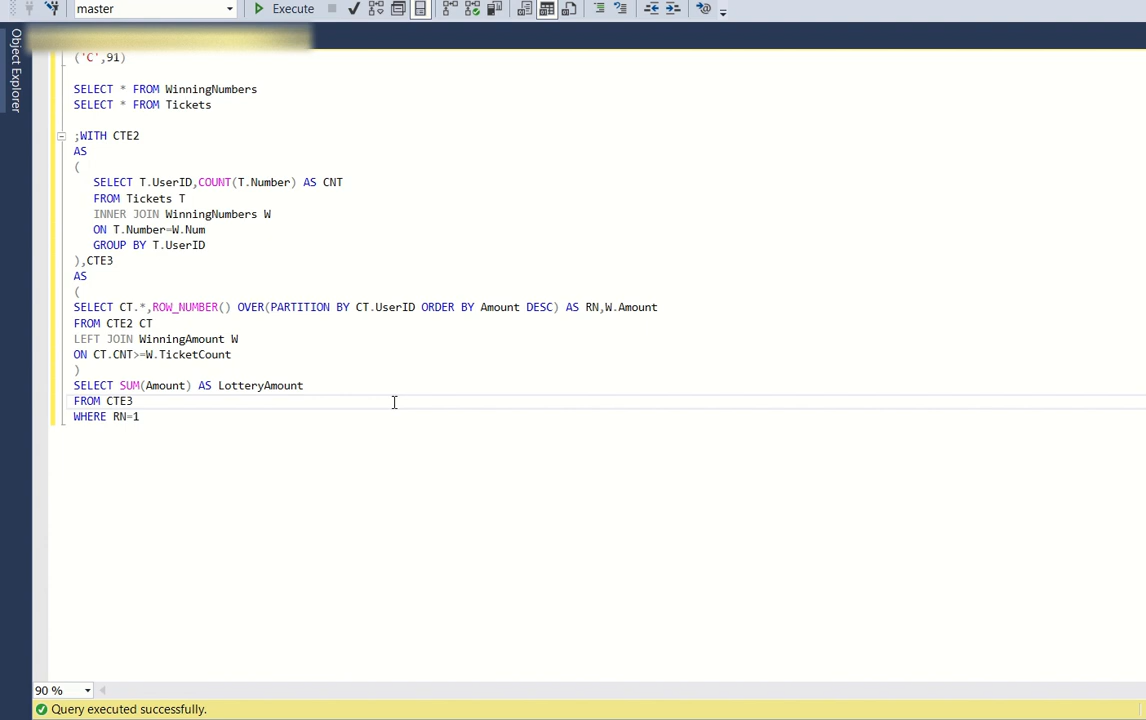 master
Execute
Object Explorer
('C',91)
SELECT * FROM WinningNumbers
SELECT * FROM Tickets
;WITH CTE2
AS
(
SELECT T.UserID,COUNT(T.Number) AS CNT
FROM Tickets T
INNER JOIN WinningNumbers W
ON T.Number=W.Num
GROUP BY T.UserID
),CTE3
AS
(
SELECT CT.*,ROW_NUMBER() OVER(PARTITION BY CT.UserID ORDER BY Amount DESC) AS RN,W.Amount
FROM CTE2 CT
LEFT JOIN WinningAmount W
ON CT.CNT>=W.TicketCount
)
SELECT SUM(Amount) AS LotteryAmount
FROM CTE3
WHERE RN=1
90 %
Query executed successfully.